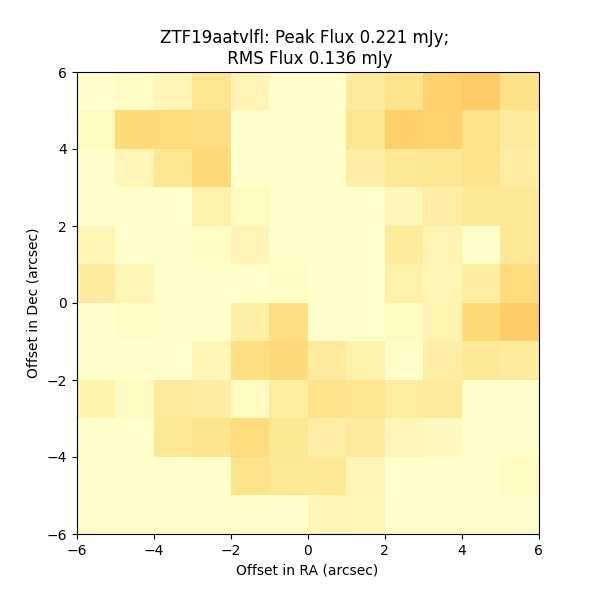 ZTF19aatvlfl: Peak Flux 0.221 mJy;
RMS Flux 0.136 mJy
6
4
2
0
−2
−4
−6
Offset in Dec (arcsec)
−6 −4 −2 0 2 4 6
Offset in RA (arcsec)